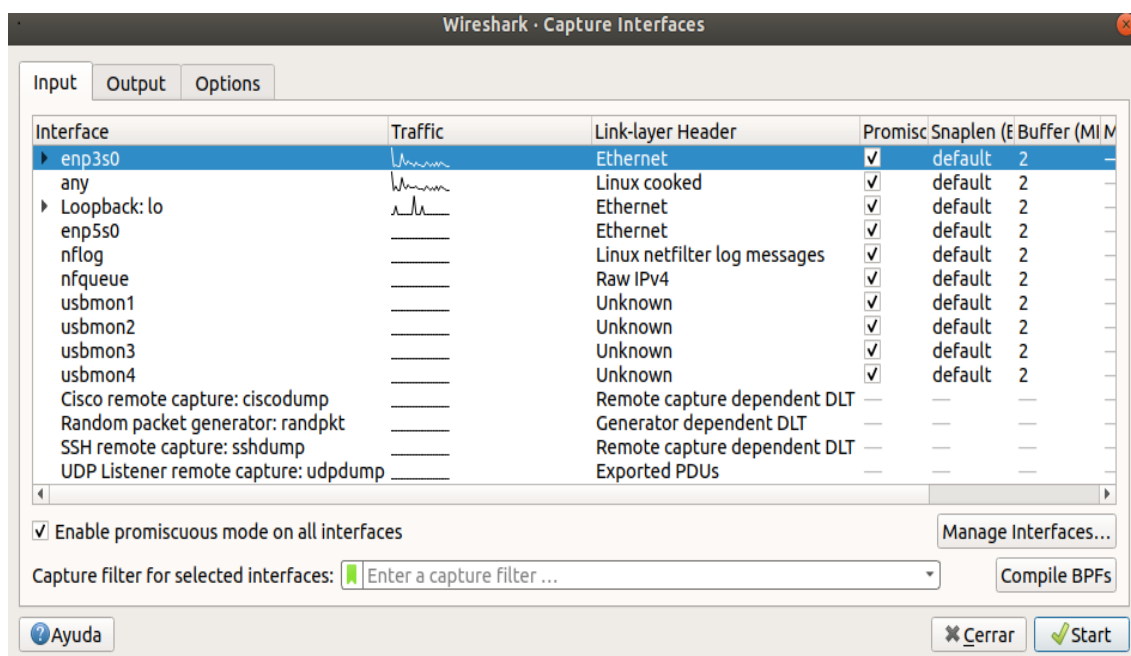 Wireshark · Capture Interfaces
Input Output Options
Interface Traffic Link-layer Header Promisc Snaplen (E Buffer (MI M
enp3s0 Ethernet default 2
any Linux cooked default 2
Loopback: lo Ethernet default 2
enp5s0 Ethernet default 2
nflog Linux netfilter log messages default 2
nfqueue Raw IPv4 default 2
usbmon1 Unknown default 2
usbmon2 Unknown default 2
usbmon3 Unknown default 2
usbmon4 Unknown default 2
Cisco remote capture: ciscodump Remote capture dependent DLT — — —
Random packet generator: randpkt Generator dependent DLT — — —
SSH remote capture: sshdump Remote capture dependent DLT — — —
UDP Listener remote capture: udpdump Exported PDUs — — —
Enable promiscuous mode on all interfaces Manage Interfaces...
Capture filter for selected interfaces: Enter a capture filter ... Compile BPFs
Ayuda Cerrar Start